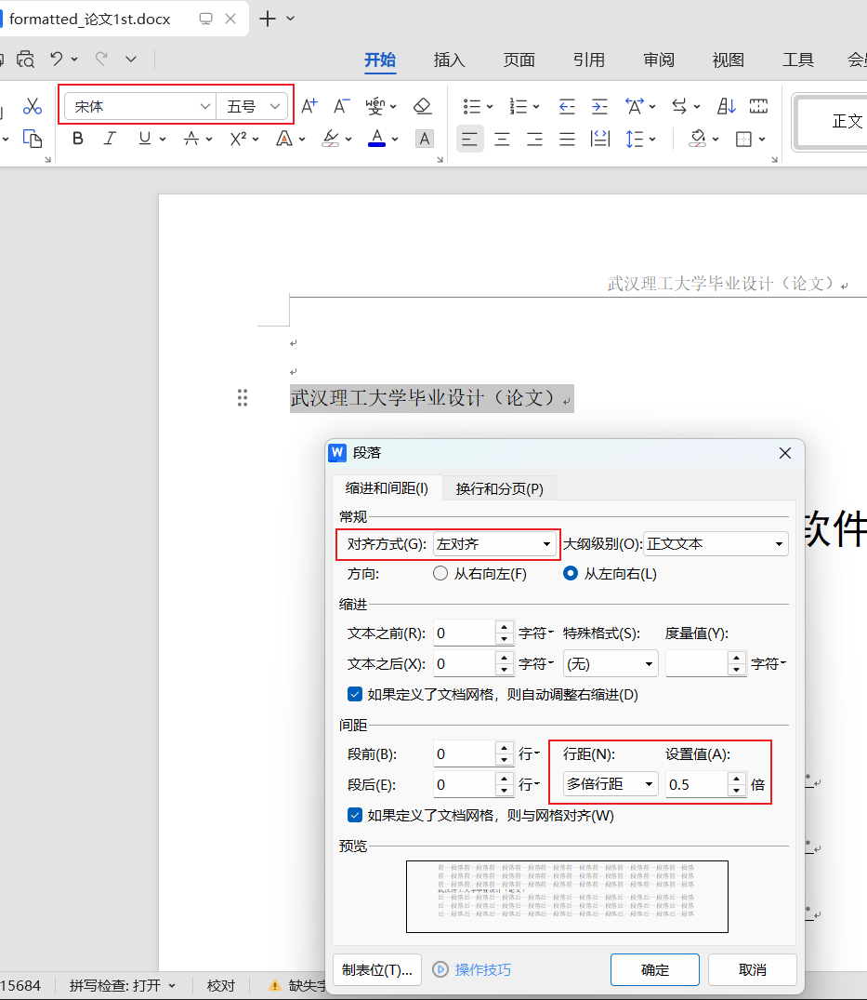 formatted_论文1st.docx
开始 插入 页面 引用 审阅 视图 工具 会员
宋体 五号 A+ A- wén
B I U A X² A A A 正文
武汉理工大学毕业设计（论文）
武汉理工大学毕业设计（论文）
软件
W 段落
缩进和间距(I) 换行和分页(P)
常规
对齐方式(G): 左对齐 大纲级别(O): 正文文本
方向: 从右向左(F) 从左向右(L)
缩进
文本之前(R): 0 字符 特殊格式(S): 度量值(Y):
文本之后(X): 0 字符 (无) 字符
如果定义了文档网格，则自动调整右缩进(D)
间距
段前(B): 0 行 行距(N): 设置值(A):
段后(E): 0 行 多倍行距 0.5 倍
如果定义了文档网格，则与网格对齐(W)
预览
制表位(T)... 操作技巧 确定 取消
15684 拼写检查: 打开 校对 缺失字